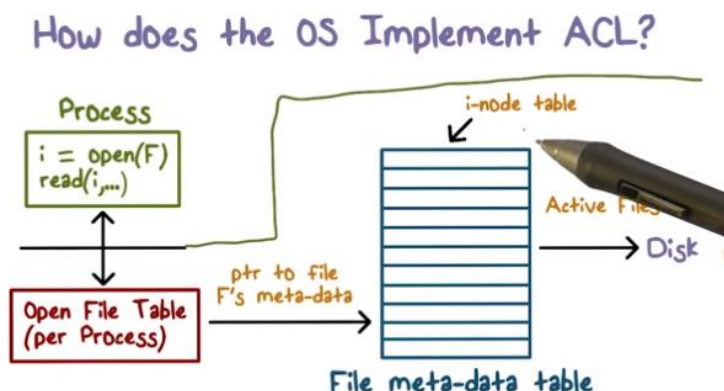 How does the OS Implement ACL?
Process
i = open(F)
read(i,...)
Open File Table
(per Process)
ptr to file
F's meta-data
i-node table
Active Files
Disk
File meta-data table